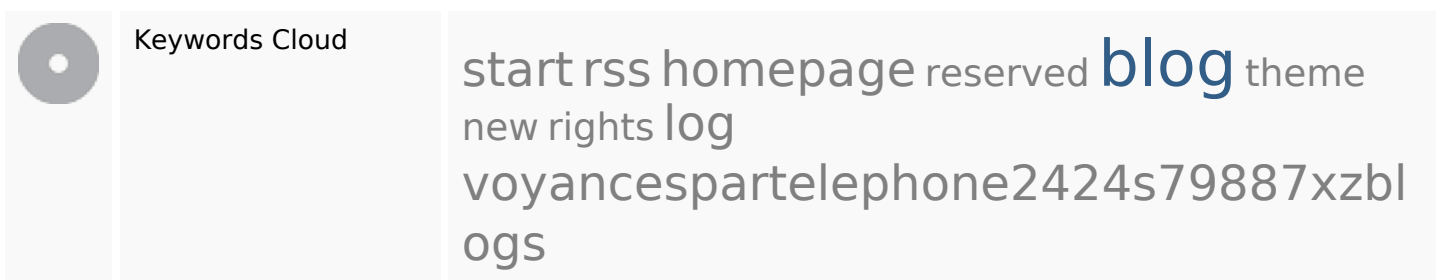 Keywords Cloud
start rss homepage reserved blog theme
new rights log
voyancespartelephone2424s79887xzbl
ogs